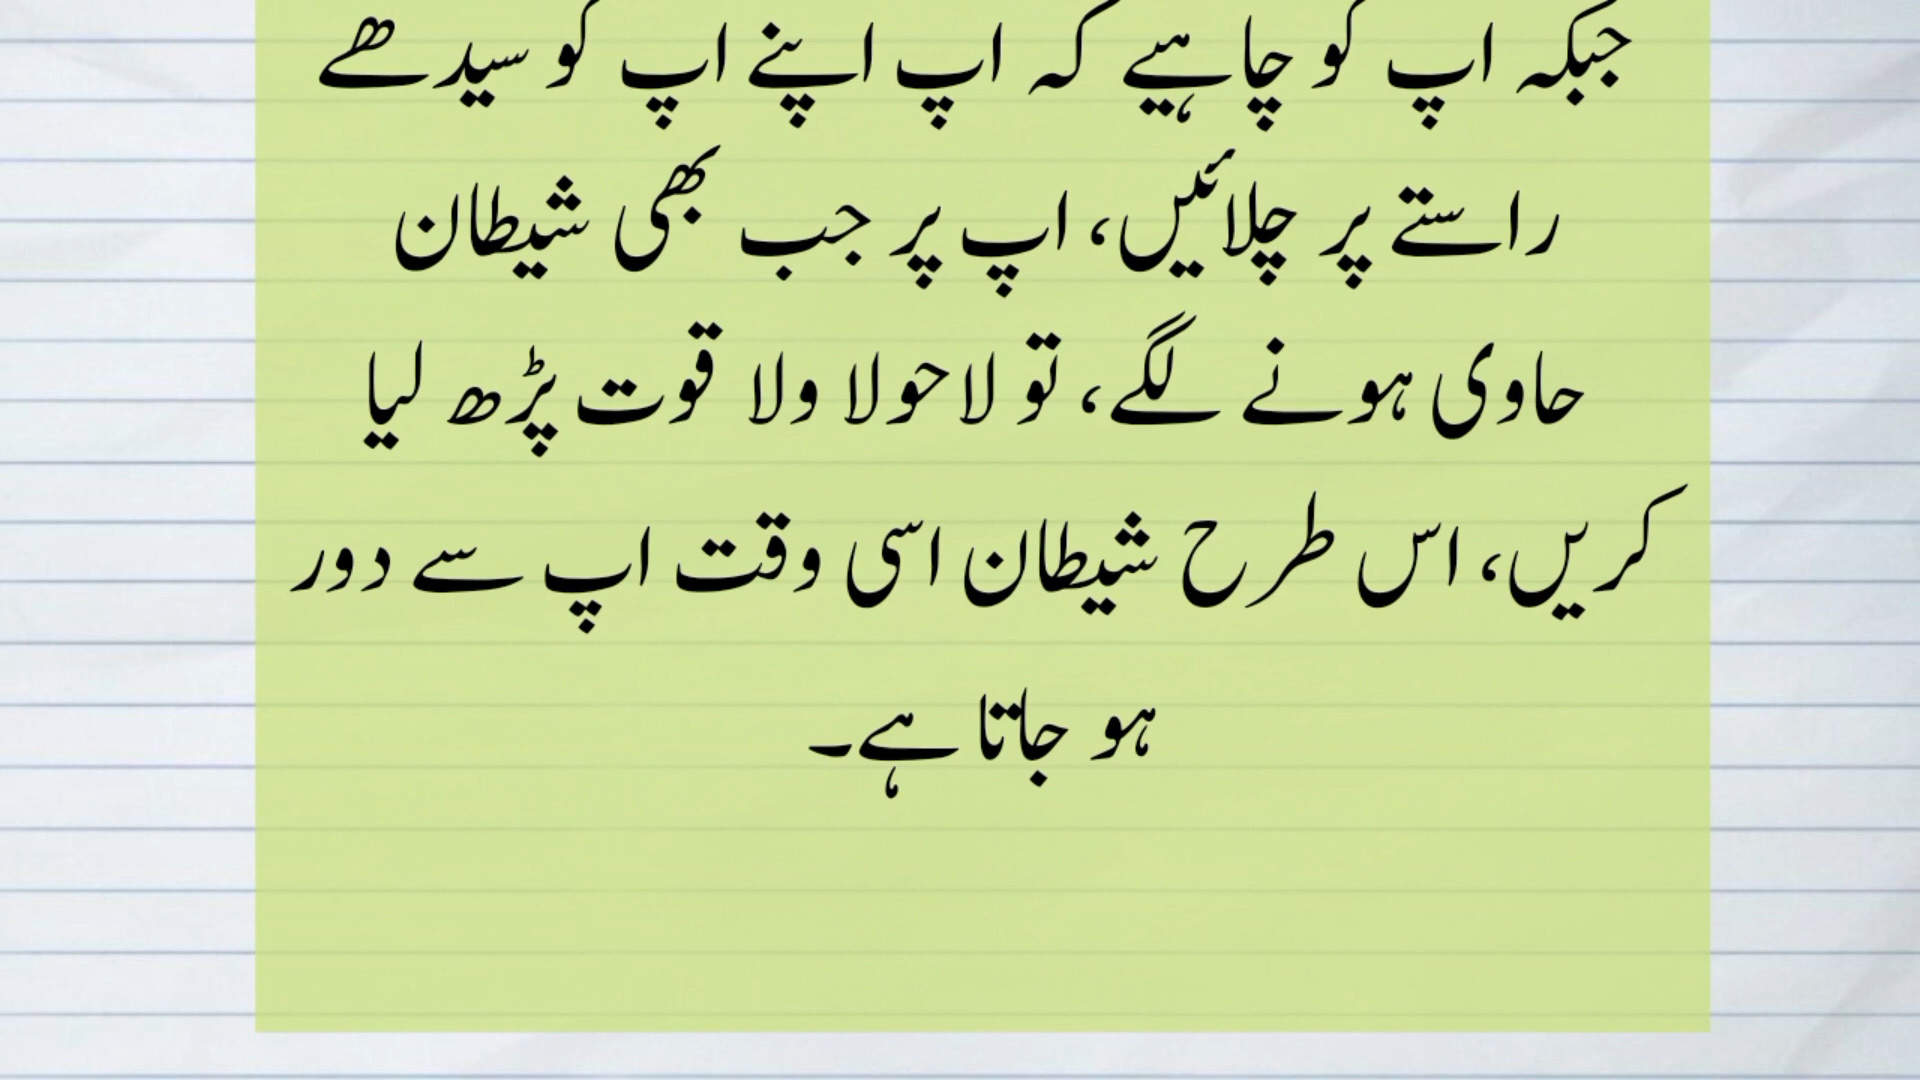 جبکہ اپ کو چاہیے کہ اپ اپنے اپ کو سیدھے
راستے پر چلائیں، اپ پر جب بھی شیطان
حاوی ہونے لگے، تو لاحولا ولا قوت پڑھ لیا
کریں، اس طرح شیطان اسی وقت اپ سے دور
ہو جاتا ہے۔